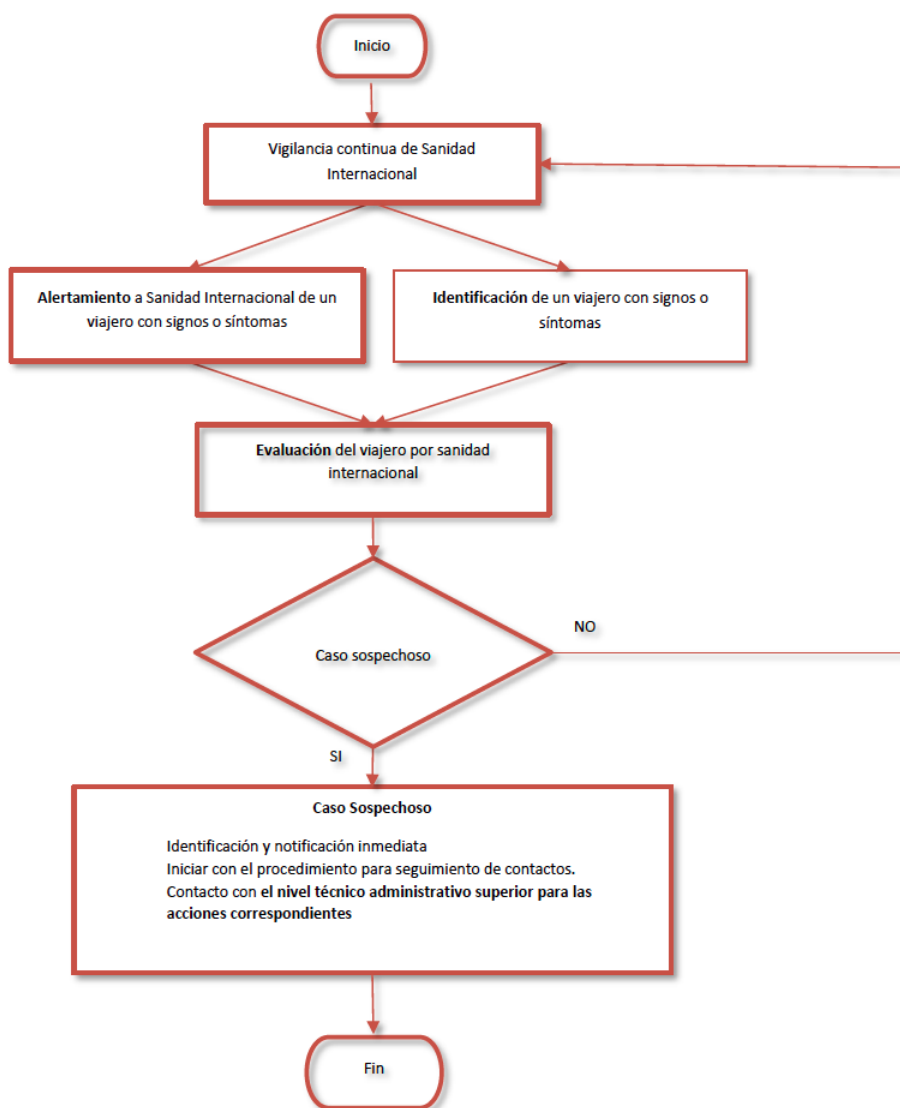 Inicio
Vigilancia continua de Sanidad
Internacional
Alertamiento a Sanidad Internacional de un
viajero con signos o síntomas
Identificación de un viajero con signos o
síntomas
Evaluación del viajero por sanidad
internacional
NO
Caso sospechoso
SI
Caso Sospechoso
Identificación y notificación inmediata
Iniciar con el procedimiento para seguimiento de contactos.
Contacto con el nivel técnico administrativo superior para las
acciones correspondientes
Fin